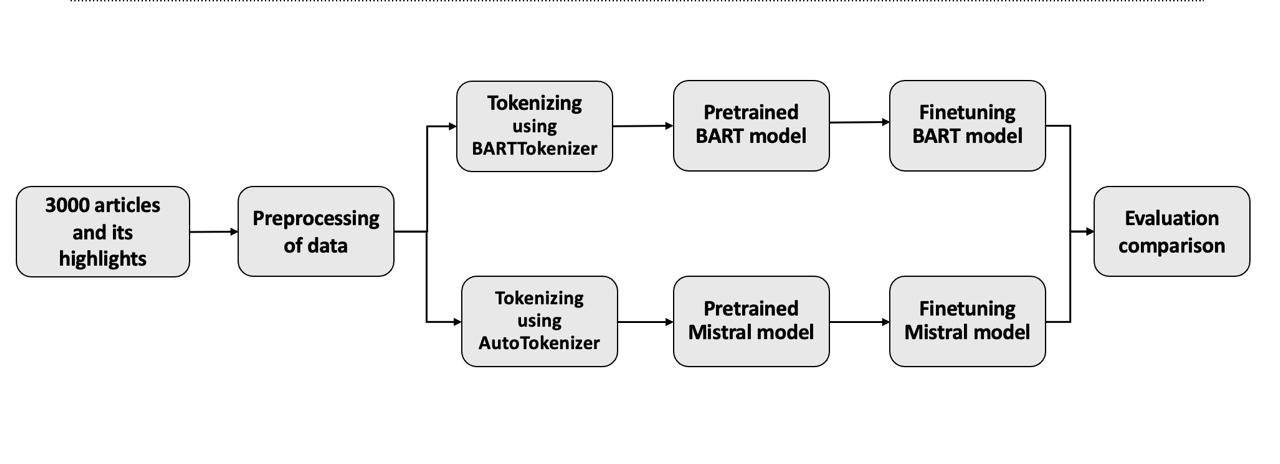 3000 articles
and its
highlights
Preprocessing
of data
Tokenizing
using
BARTTokenizer
Pretrained
BART model
Finetuning
BART model
Tokenizing
using
AutoTokenizer
Pretrained
Mistral model
Finetuning
Mistral model
Evaluation
comparison